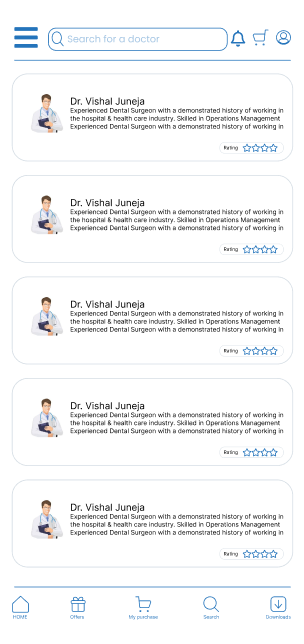 Search for a doctor
Dr. Vishal Juneja
Experienced Dental Surgeon with a demonstrated history of working in
the hospital & health care industry. Skilled in Operations Management
Experienced Dental Surgeon with a demonstrated history of working in
Rating
Dr. Vishal Juneja
Experienced Dental Surgeon with a demonstrated history of working in
the hospital & health care industry. Skilled in Operations Management
Experienced Dental Surgeon with a demonstrated history of working in
Rating
Dr. Vishal Juneja
Experienced Dental Surgeon with a demonstrated history of working in
the hospital & health care industry. Skilled in Operations Management
Experienced Dental Surgeon with a demonstrated history of working in
Rating
Dr. Vishal Juneja
Experienced Dental Surgeon with a demonstrated history of working in
the hospital & health care industry. Skilled in Operations Management
Experienced Dental Surgeon with a demonstrated history of working in
Rating
Dr. Vishal Juneja
Experienced Dental Surgeon with a demonstrated history of working in
the hospital & health care industry. Skilled in Operations Management
Experienced Dental Surgeon with a demonstrated history of working in
Rating
HOME Offers My purchase Search Downloads